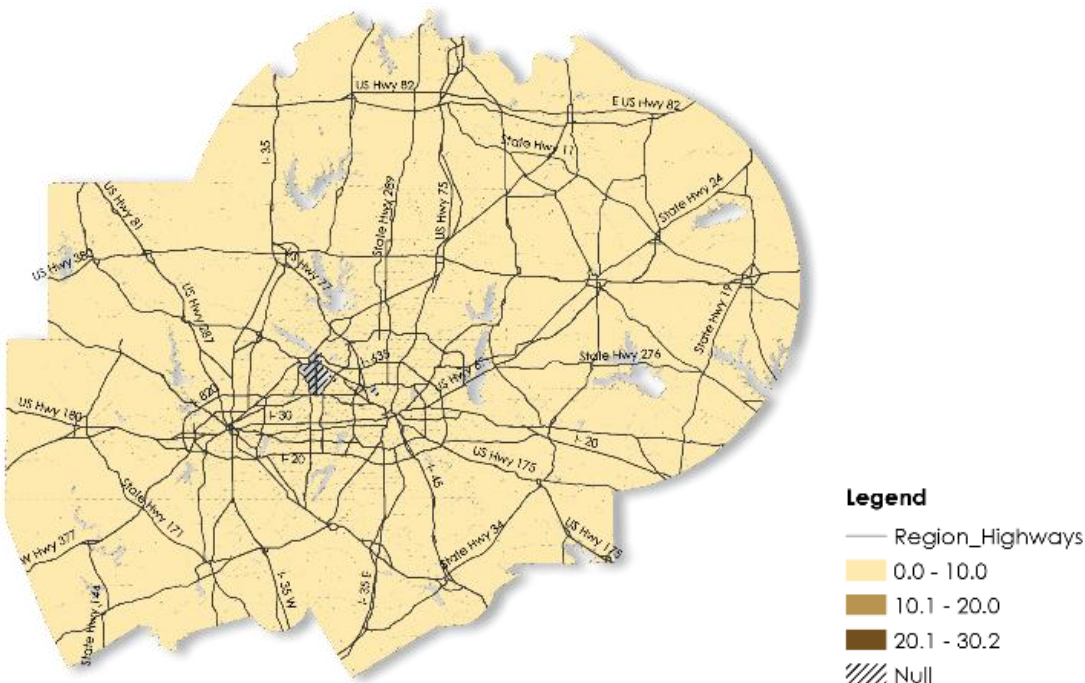 US Hwy 82
E US Hwy 82
I- 35
State Hwy 11
State Hwy 289
US Hwy 75
State Hwy 24
US Hwy 81
US Hwy 380
US Hwy 77
State Hwy 19
US Hwy 287
I- 635
State Hwy 276
US Hwy 67
I- 820
US Hwy 180
I- 30
I- 20
I- 20
US Hwy 175
I- 45
State Hwy 171
State Hwy 34
US Hwy 175
W Hwy 377
I- 35 W
I- 35 E
State Hwy 144
Legend
Region_Highways
0.0 - 10.0
10.1 - 20.0
20.1 - 30.2
Null